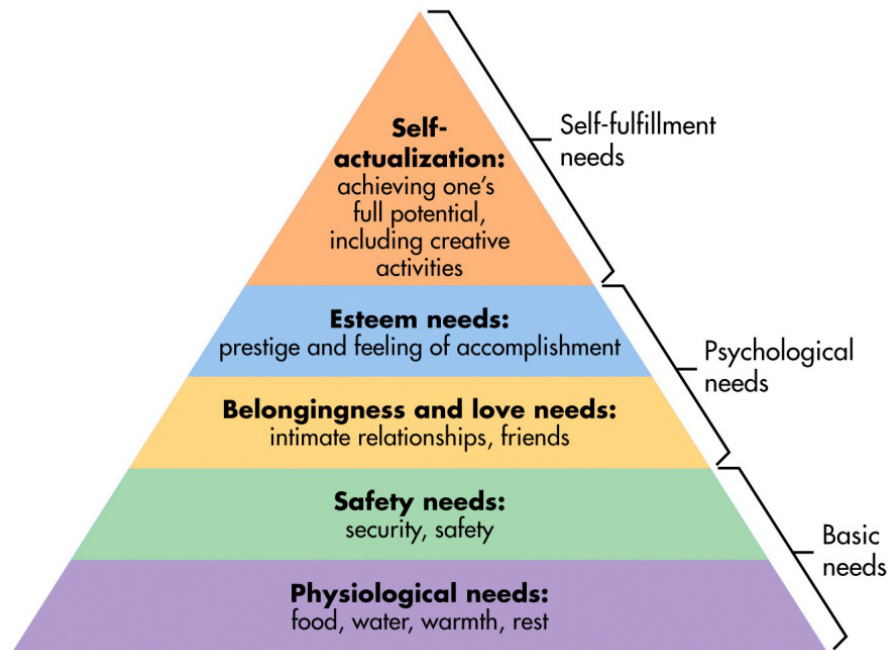 Self-
actualization:
achieving one's
full potential,
including creative
activities
Self-fulfillment
needs
Esteem needs:
prestige and feeling of accomplishment
Psychological
needs
Belongingness and love needs:
intimate relationships, friends
Safety needs:
security, safety
Basic
needs
Physiological needs:
food, water, warmth, rest